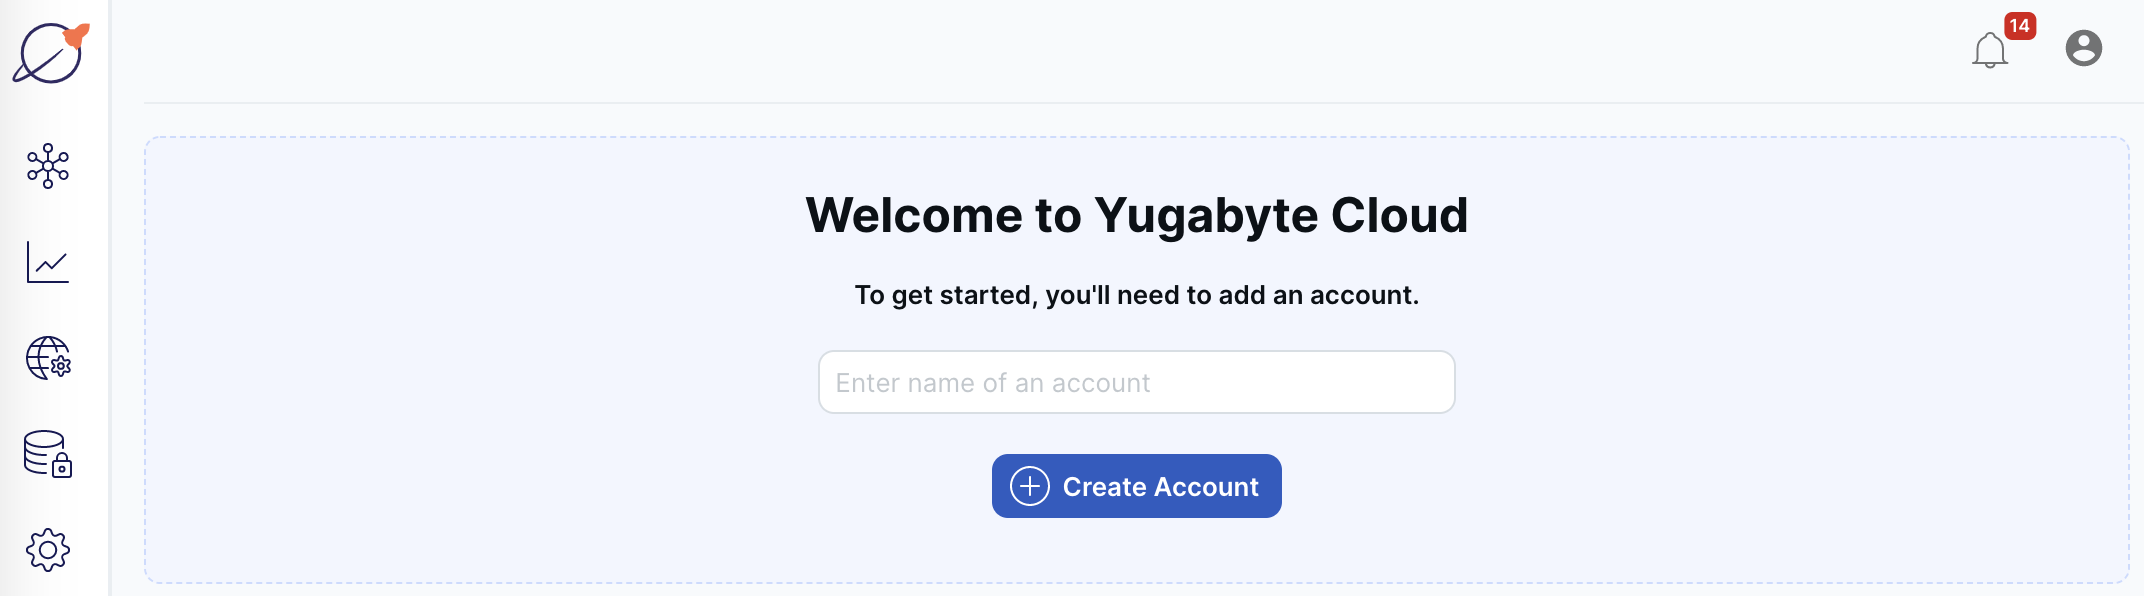 14
Welcome to Yugabyte Cloud
To get started, you'll need to add an account.
Enter name of an account
Create Account